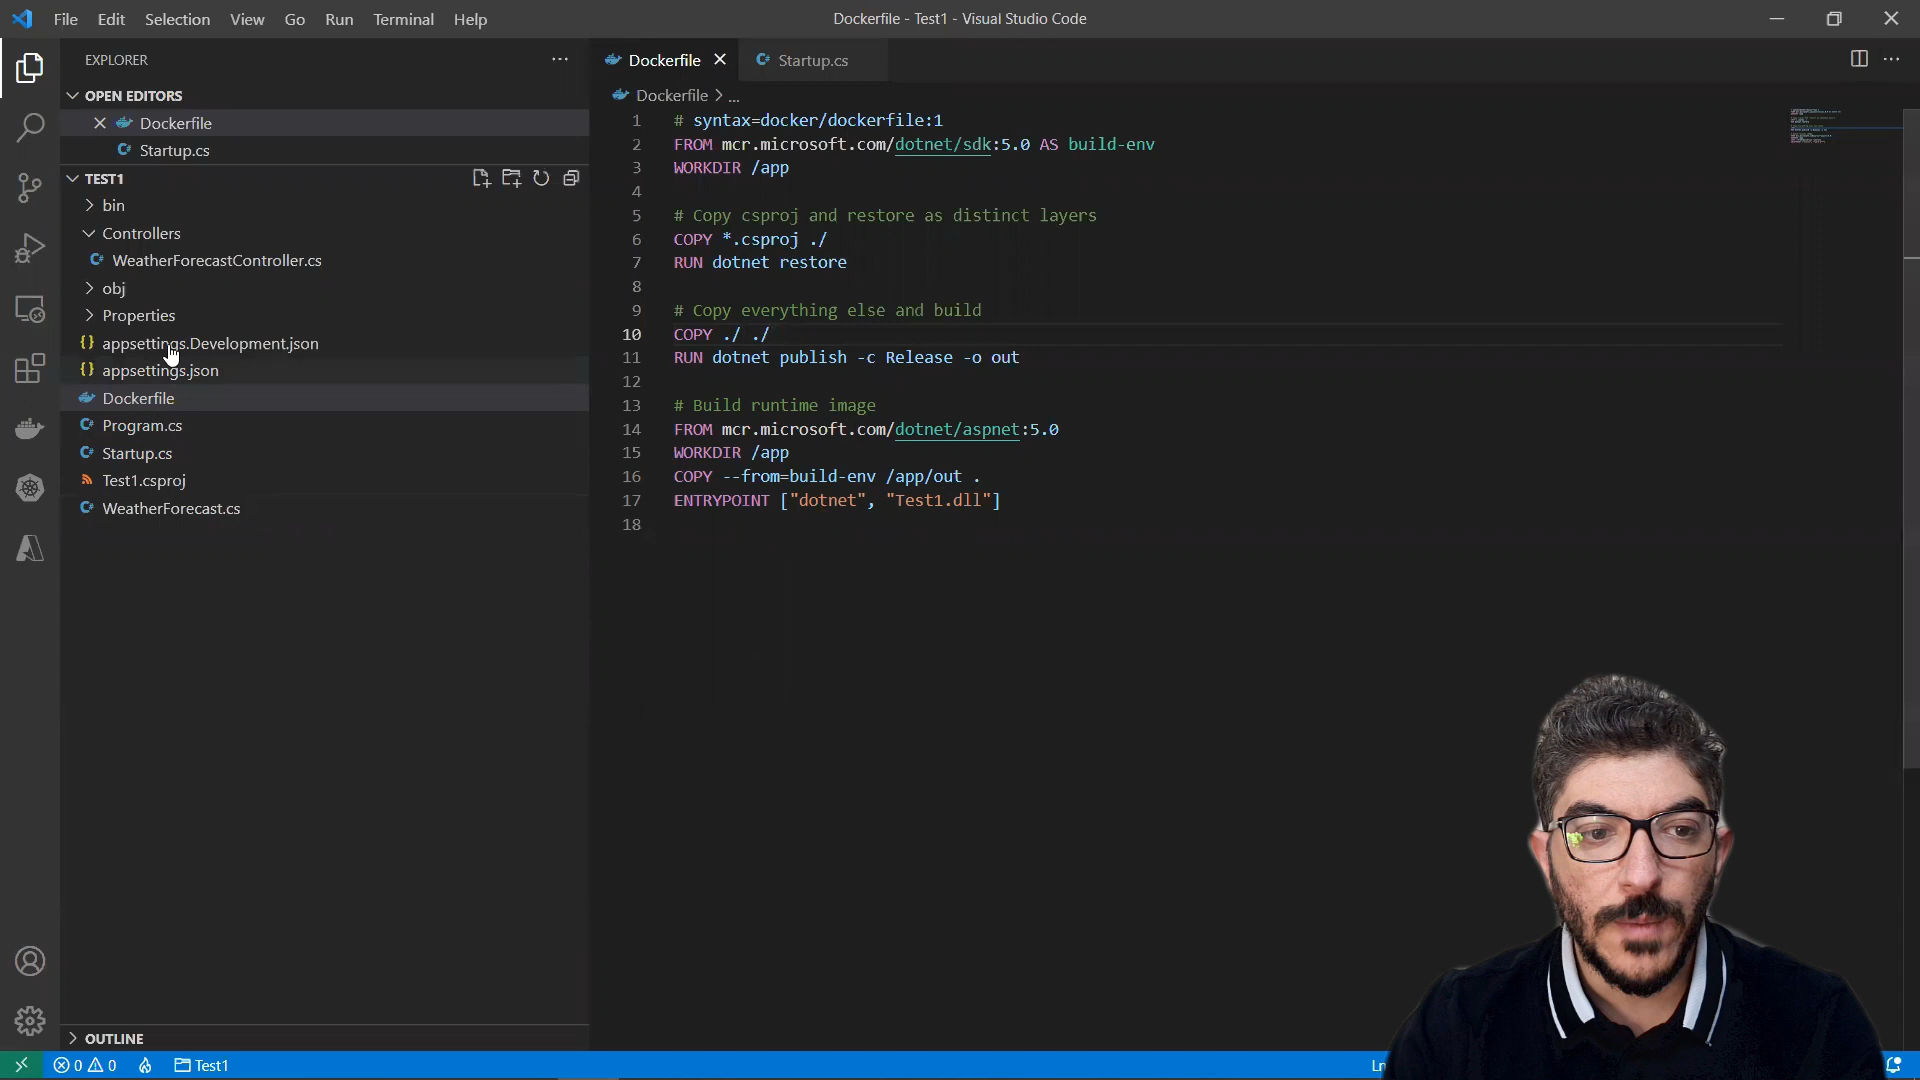 File Edit Selection View Go Run Terminal Help
Dockerfile - Test1 - Visual Studio Code
EXPLORER
OPEN EDITORS
Dockerfile
Startup.cs
TEST1
bin
Controllers
WeatherForecastController.cs
obj
Properties
appsettings.Development.json
appsettings.json
Dockerfile
Program.cs
Startup.cs
Test1.csproj
WeatherForecast.cs
OUTLINE
Dockerfile Startup.cs
Dockerfile > ...
1 # syntax=docker/dockerfile:1
2 FROM mcr.microsoft.com/dotnet/sdk:5.0 AS build-env
3 WORKDIR /app
4
5 # Copy csproj and restore as distinct layers
6 COPY *.csproj ./
7 RUN dotnet restore
8
9 # Copy everything else and build
10 COPY ./ ./
11 RUN dotnet publish -c Release -o out
12
13 # Build runtime image
14 FROM mcr.microsoft.com/dotnet/aspnet:5.0
15 WORKDIR /app
16 COPY --from=build-env /app/out .
17 ENTRYPOINT ["dotnet", "Test1.dll"]
18
0 0 Test1
Ln